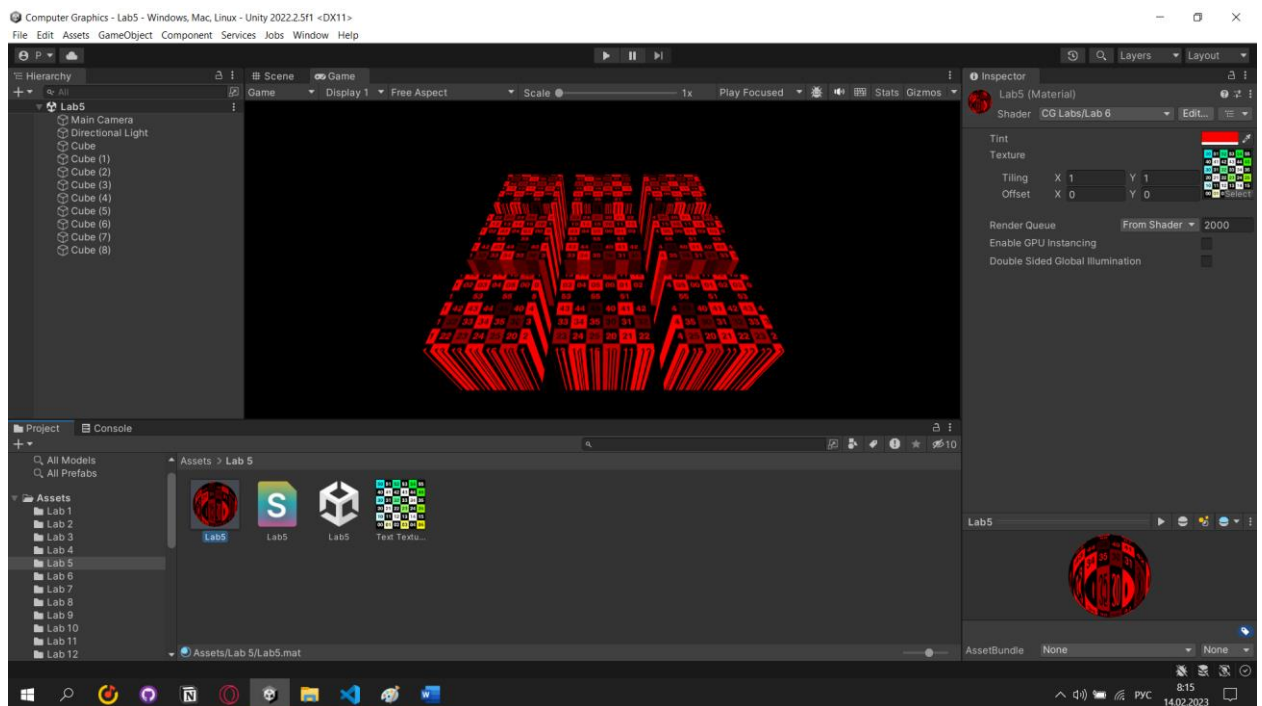 Computer Graphics - Lab5 - Windows, Mac, Linux - Unity 2022.2.5f1 <DX11>
File Edit Assets GameObject Component Services Jobs Window Help
P Layers Layout
Hierarchy Scene Game Inspector
All Game Display 1 Free Aspect Scale 1x Play Focused Stats Gizmos Lab5 (Material)
Lab5
Shader CG Labs/Lab 6 Edit...
Main Camera
Directional Light
Cube
Cube (1)
Cube (2)
Cube (3)
Cube (4)
Cube (5)
Cube (6)
Cube (7)
Cube (8)
Tint
Texture
Tiling X 1 Y 1
Offset X 0 Y 0 Select
Render Queue From Shader 2000
Enable GPU Instancing
Double Sided Global Illumination
Project Console
10
All Models
All Prefabs
Assets > Lab 5
Assets
Lab 1
Lab 2
Lab 3
Lab 4
Lab 5
Lab 6
Lab 7
Lab 8
Lab 9
Lab 10
Lab 11
Lab 12
S
Lab5 Lab5 Lab5 Text Textu...
Assets/Lab 5/Lab5.mat
Lab5
AssetBundle None None
РУС 8:15
14.02.2023